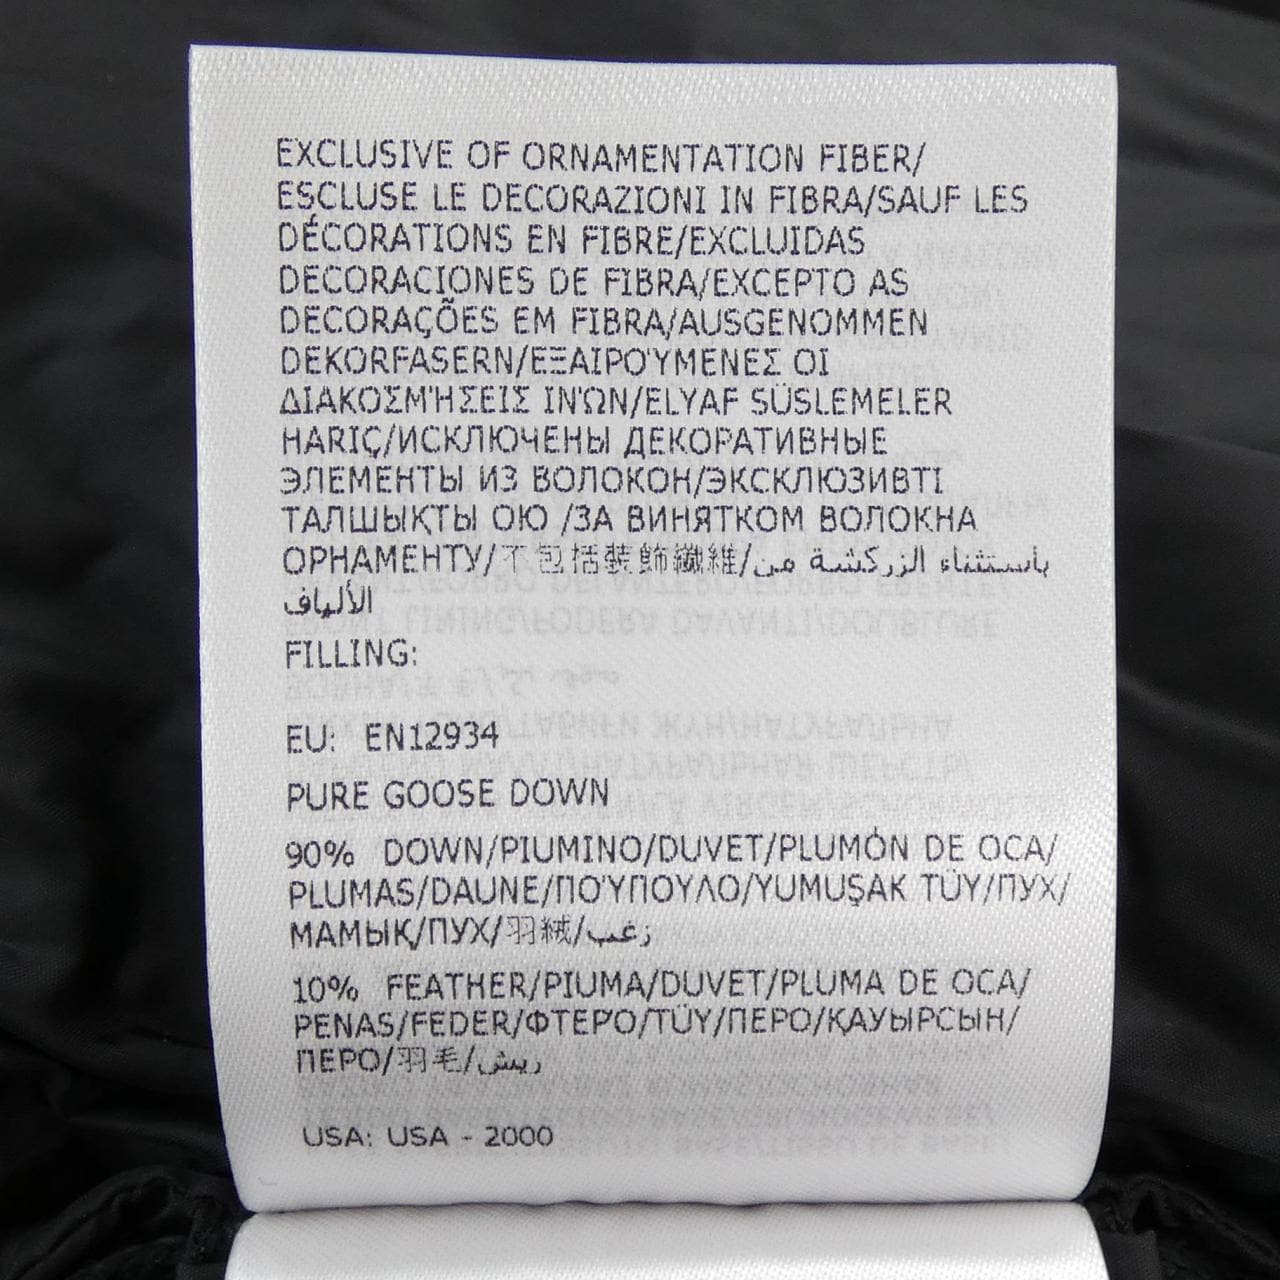 EXCLUSIVE OF ORNAMENTATION FIBER/
ESCLUSE LE DECORAZIONI IN FIBRA/SAUF LES
DÉCORATIONS EN FIBRE/EXCLUIDAS
DECORACIONES DE FIBRA/EXCEPTO AS
DECORAÇÕES EM FIBRA/AUSGENOMMEN
DEKORFASERN/ΕΞΑΙΡΟΎΜΕΝΕΣ ΟΙ
ΔΙΑΚΟΣΜΉΣΕΙΣ ΙΝΏΝ/ELYAF SÜSLEMELER
HARIÇ/ИСКЛЮЧЕНЫ ДЕКОРАТИВНЫЕ
ЭЛЕМЕНТЫ ИЗ ВОЛОКОН/ЭКСКЛЮЗИВТІ
ТАЛШЫҚТЫ ОЮ /ЗА ВИНЯТКОМ ВОЛОКНА
ОРНАМЕНТУ/不包括裝飾纖維/باستثناء الزركشة من
الألياف
FILLING:
EU: EN12934
PURE GOOSE DOWN
90% DOWN/PIUMINO/DUVET/PLUMÓN DE OCA/
PLUMAS/DAUNE/ΠΟΎΠΟΥΛΟ/YUMUŞAK TÜY/ПУХ/
МАМЫҚ/ПУХ/羽絨/زغب
10% FEATHER/PIUMA/DUVET/PLUMA DE OCA/
PENAS/FEDER/ΦΤΕΡΌ/TÜY/ПЕРО/ҚАУЫРСЫН/
ПЕРО/羽毛/ريش
USA: USA - 2000